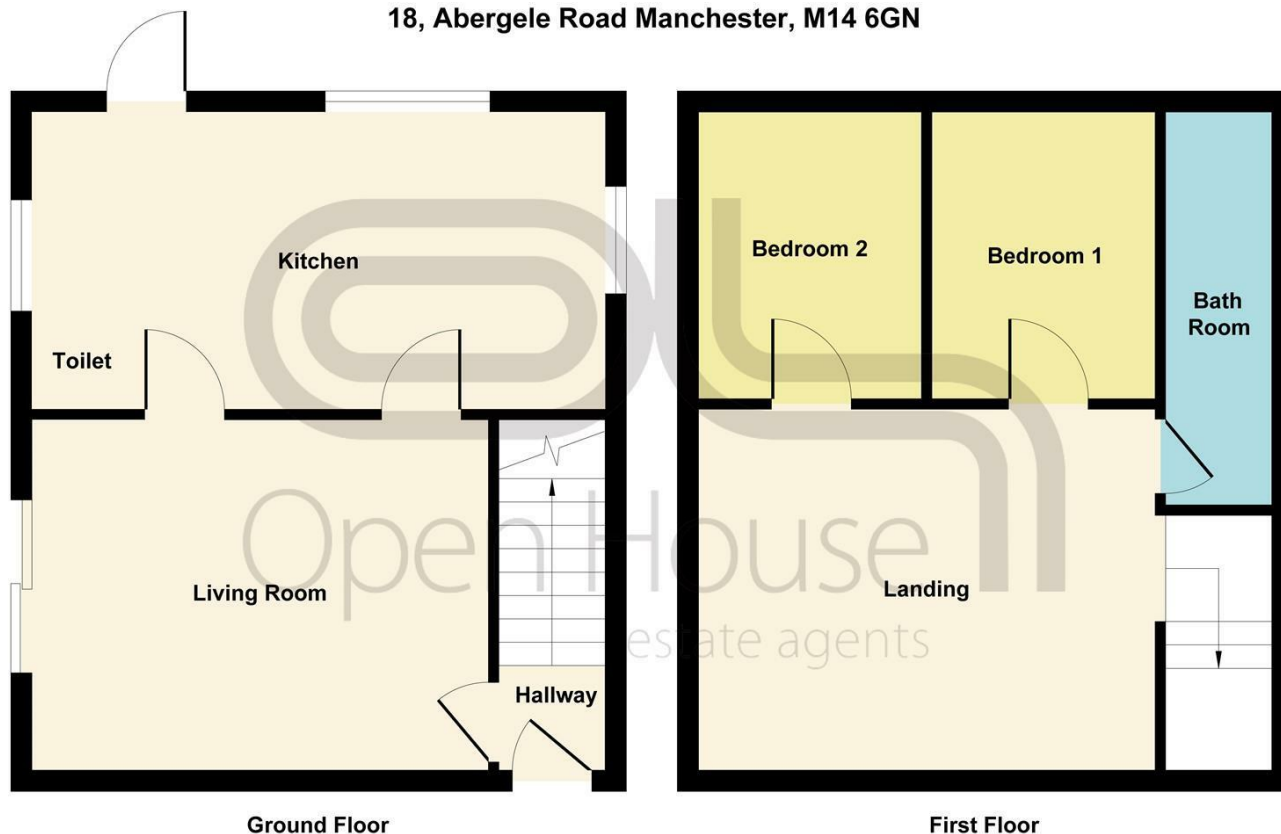 18, Abergele Road Manchester, M14 6GN
Kitchen
Toilet
Living Room
Hallway
Ground Floor
Bedroom 2
Bedroom 1
Bath
Room
Landing
First Floor
Open House
estate agents